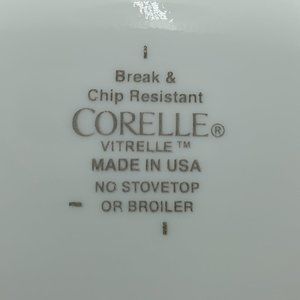 Break &
Chip Resistant
CORELLE®
VITRELLE™
MADE IN USA
NO STOVETOP
OR BROILER